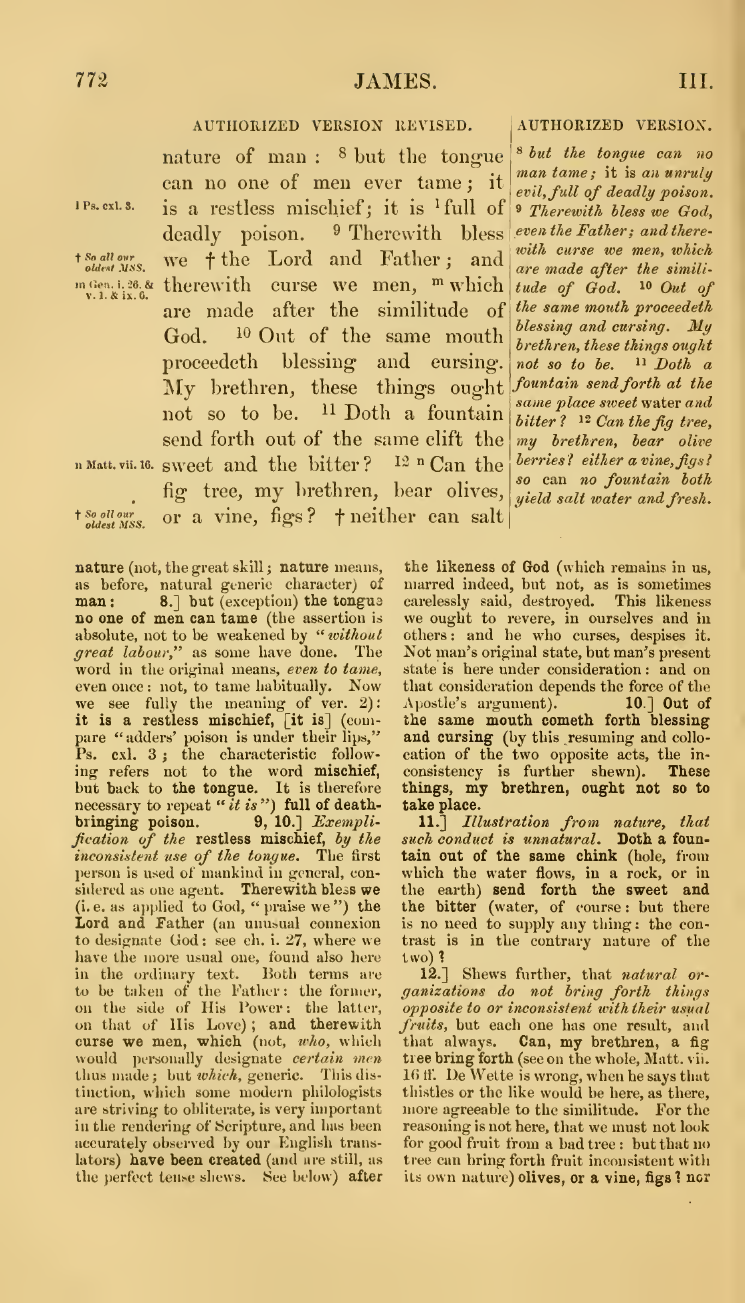 772 JAMES. III.
AUTHORIZED VERSION REVISED.
nature of man : 8 but the tongue
can no one of men ever tame ; it
1 Ps. cxl. 3.
is a restless mischief; it is l full of
deadly poison. 9 Therewith bless
† So all our
oldest MSS.
we † the Lord and Father ; and
m Gen. i. 26. &
v. 1. & ix. 6.
therewith curse we men, m which
are made after the similitude of
God. 10 Out of the same mouth
proceedeth blessing and cursing.
My brethren, these things ought
not so to be. 11 Doth a fountain
send forth out of the same clift the
n Matt. vii. 16.
sweet and the bitter ? 12 n Can the
fig tree, my brethren, bear olives,
† So all our
oldest MSS.
or a vine, figs ? † neither can salt
AUTHORIZED VERSION.
8 but the tongue can no
man tame; it is an unruly
evil, full of deadly poison.
9 Therewith bless we God,
even the Father; and there-
with curse we men, which
are made after the simili-
tude of God. 10 Out of
the same mouth proceedeth
blessing and cursing. My
brethren, these things ought
not so to be. 11 Doth a
fountain send forth at the
same place sweet water and
bitter ? 12 Can the fig tree,
my brethren, bear olive
berries? either a vine, figs?
so can no fountain both
yield salt water and fresh.
nature (not, the great skill ; nature means,
as before, natural generic character) of
man : 8.] but (exception) the tongue
no one of men can tame (the assertion is
absolute, not to be weakened by "without
great labour," as some have done. The
word in the original means, even to tame,
even once : not, to tame habitually. Now
we see fully the meaning of ver. 2):
it is a restless mischief, [it is] (com-
pare "adders' poison is under their lips,"
Ps. cxl. 3 ; the characteristic follow-
ing refers not to the word mischief,
but back to the tongue. It is therefore
necessary to repeat "it is") full of death-
bringing poison. 9, 10.] Exempli-
fication of the restless mischief, by the
inconsistent use of the tongue. The first
person is used of mankind in general, con-
sidered as one agent. Therewith bless we
(i. e. as applied to God, "praise we") the
Lord and Father (an unusual connexion
to designate God : see ch. i. 27, where we
have the more usual one, found also here
in the ordinary text. Both terms are
to be taken of the Father : the former,
on the side of His Power : the latter,
on that of His Love) ; and therewith
curse we men, which (not, who, which
would personally designate certain men
thus made ; but which, generic. This dis-
tinction, which some modern philologists
are striving to obliterate, is very important
in the rendering of Scripture, and has been
accurately observed by our English trans-
lators) have been created (and are still, as
the perfect tense shews. See below) after
the likeness of God (which remains in us,
marred indeed, but not, as is sometimes
carelessly said, destroyed. This likeness
we ought to revere, in ourselves and in
others : and he who curses, despises it.
Not man's original state, but man's present
state is here under consideration : and on
that consideration depends the force of the
Apostle's argument). 10.] Out of
the same mouth cometh forth blessing
and cursing (by this resuming and collo-
cation of the two opposite acts, the in-
consistency is further shewn). These
things, my brethren, ought not so to
take place.
11.] Illustration from nature, that
such conduct is unnatural. Doth a foun-
tain out of the same chink (hole, from
which the water flows, in a rock, or in
the earth) send forth the sweet and
the bitter (water, of course : but there
is no need to supply any thing : the con-
trast is in the contrary nature of the
two) ?
12.] Shews further, that natural or-
ganizations do not bring forth things
opposite to or inconsistent with their usual
fruits, but each one has one result, and
that always. Can, my brethren, a fig
tree bring forth (see on the whole, Matt. vii.
16 ff. De Wette is wrong, when he says that
thistles or the like would be here, as there,
more agreeable to the similitude. For the
reasoning is not here, that we must not look
for good fruit from a bad tree : but that no
tree can bring forth fruit inconsistent with
its own nature) olives, or a vine, figs ? nor